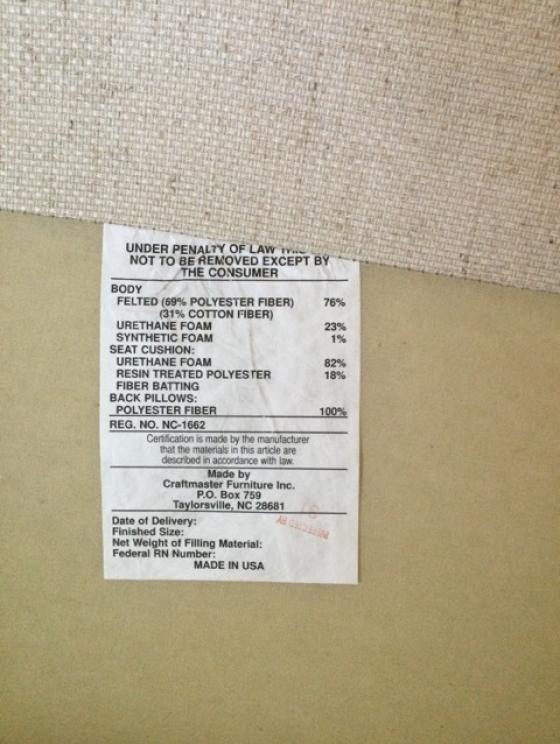 UNDER PENALTY OF LAW THIS
NOT TO BE REMOVED EXCEPT BY
THE CONSUMER
BODY
FELTED (69% POLYESTER FIBER) 76%
(31% COTTON FIBER)
URETHANE FOAM 23%
SYNTHETIC FOAM 1%
SEAT CUSHION:
URETHANE FOAM 82%
RESIN TREATED POLYESTER 18%
FIBER BATTING
BACK PILLOWS:
POLYESTER FIBER 100%
REG. NO. NC-1662
Certification is made by the manufacturer
that the materials in this article are
described in accordance with law.
Made by
Craftmaster Furniture Inc.
P.O. Box 759
Taylorsville, NC 28681
Date of Delivery:
Finished Size:
Net Weight of Filling Material:
Federal RN Number:
MADE IN USA
INSPECTED BY